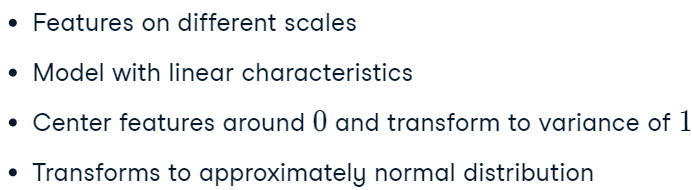 • Features on different scales
• Model with linear characteristics
• Center features around 0 and transform to variance of 1
• Transforms to approximately normal distribution